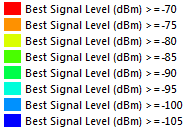 Best Signal Level (dBm) >=-70
Best Signal Level (dBm) >=-75
Best Signal Level (dBm) >=-80
Best Signal Level (dBm) >=-85
Best Signal Level (dBm) >=-90
Best Signal Level (dBm) >=-95
Best Signal Level (dBm) >=-100
Best Signal Level (dBm) >=-105